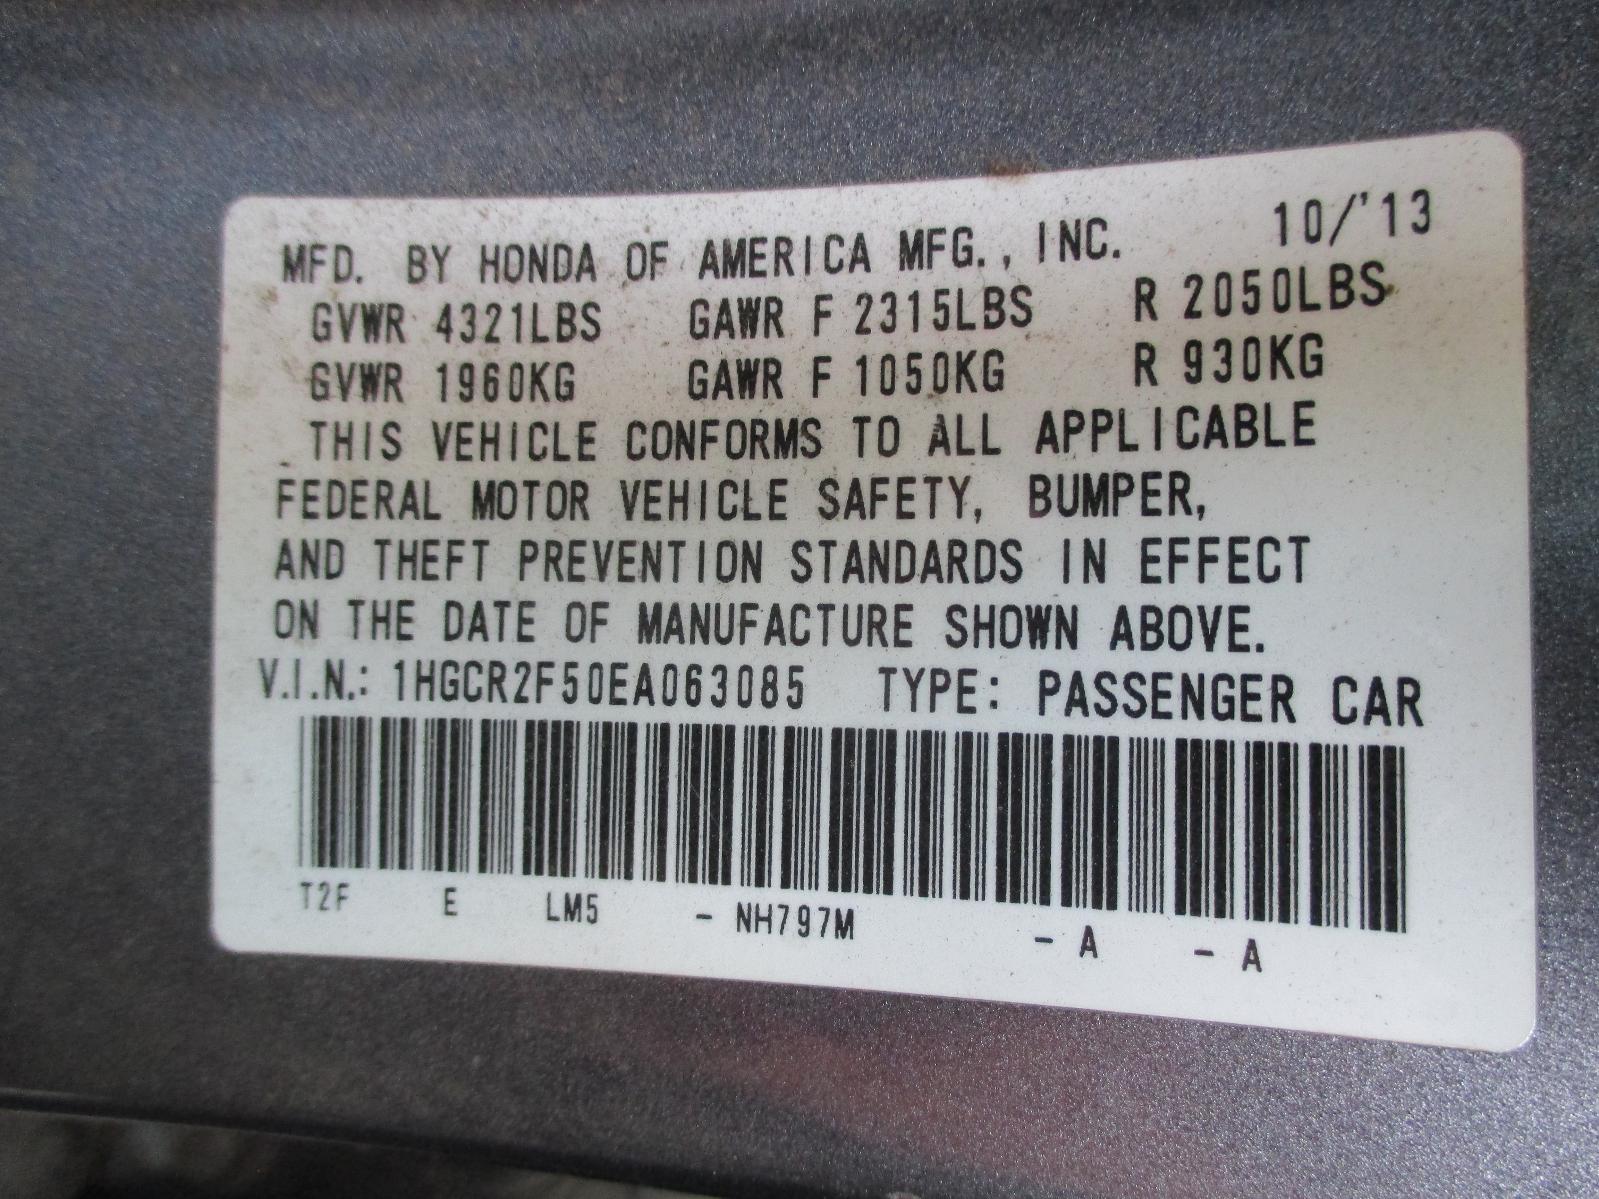 MFD. BY HONDA OF AMERICA MFG., INC. 10/'13
GVWR 4321LBS GAWR F 2315LBS R 2050LBS
GVWR 1960KG GAWR F 1050KG R 930KG
THIS VEHICLE CONFORMS TO ALL APPLICABLE
FEDERAL MOTOR VEHICLE SAFETY, BUMPER,
AND THEFT PREVENTION STANDARDS IN EFFECT
ON THE DATE OF MANUFACTURE SHOWN ABOVE.
V.I.N.: 1HGCR2F50EA063085 TYPE: PASSENGER CAR
T2F E LM5 - NH797M - A - A